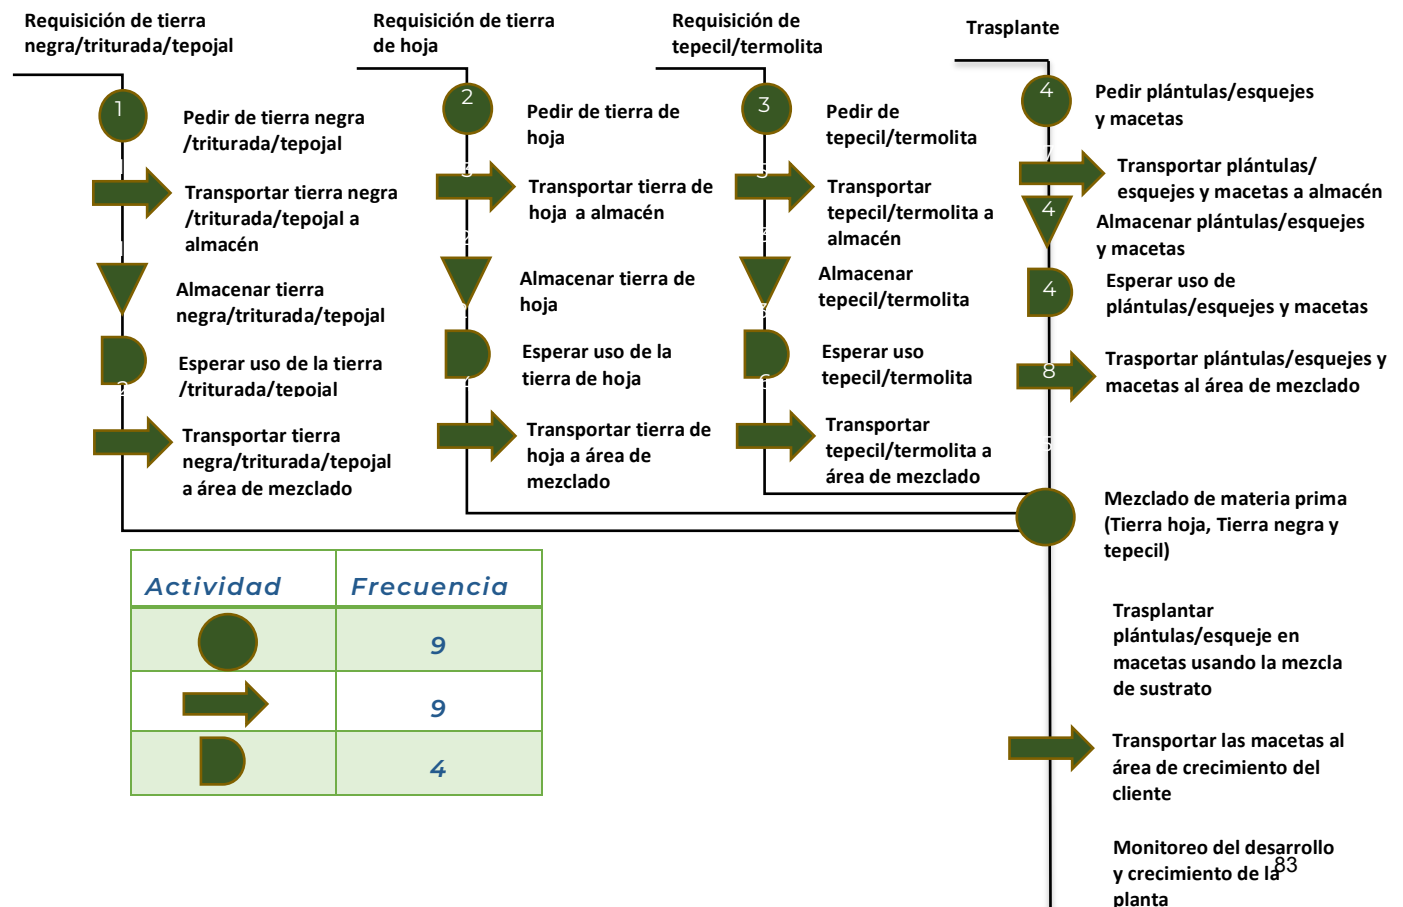 Requisición de tierra
negra/triturada/tepojal
1
Pedir de tierra negra
/triturada/tepojal
Transportar tierra negra
/triturada/tepojal a
almacén
Almacenar tierra
negra/triturada/tepojal
Esperar uso de la tierra
/triturada/tepojal
2
Transportar tierra
negra/triturada/tepojal
a área de mezclado
Requisición de tierra
de hoja
2
Pedir de tierra de
hoja
3
Transportar tierra de
hoja a almacén
2
Almacenar tierra de
hoja
Esperar uso de la
tierra de hoja
Transportar tierra de
hoja a área de
mezclado
Requisición de
tepecil/termolita
3
Pedir de
tepecil/termolita
5
Transportar
tepecil/termolita a
almacén
3
Almacenar
tepecil/termolita
3
Esperar uso
tepecil/termolita
6
Transportar
tepecil/termolita a
área de mezclado
Trasplante
4
Pedir plántulas/esquejes
y macetas
7
Transportar plántulas/
esquejes y macetas a almacén
4
Almacenar plántulas/esquejes
y macetas
4
Esperar uso de
plántulas/esquejes y macetas
8
Trasportar plántulas/esquejes y
macetas al área de mezclado
5
Mezclado de materia prima
(Tierra hoja, Tierra negra y
tepecil)
Trasplantar
plántulas/esqueje en
macetas usando la mezcla
de sustrato
Transportar las macetas al
área de crecimiento del
cliente
Monitoreo del desarrollo
y crecimiento de la
planta
Actividad Frecuencia
9
9
4
83